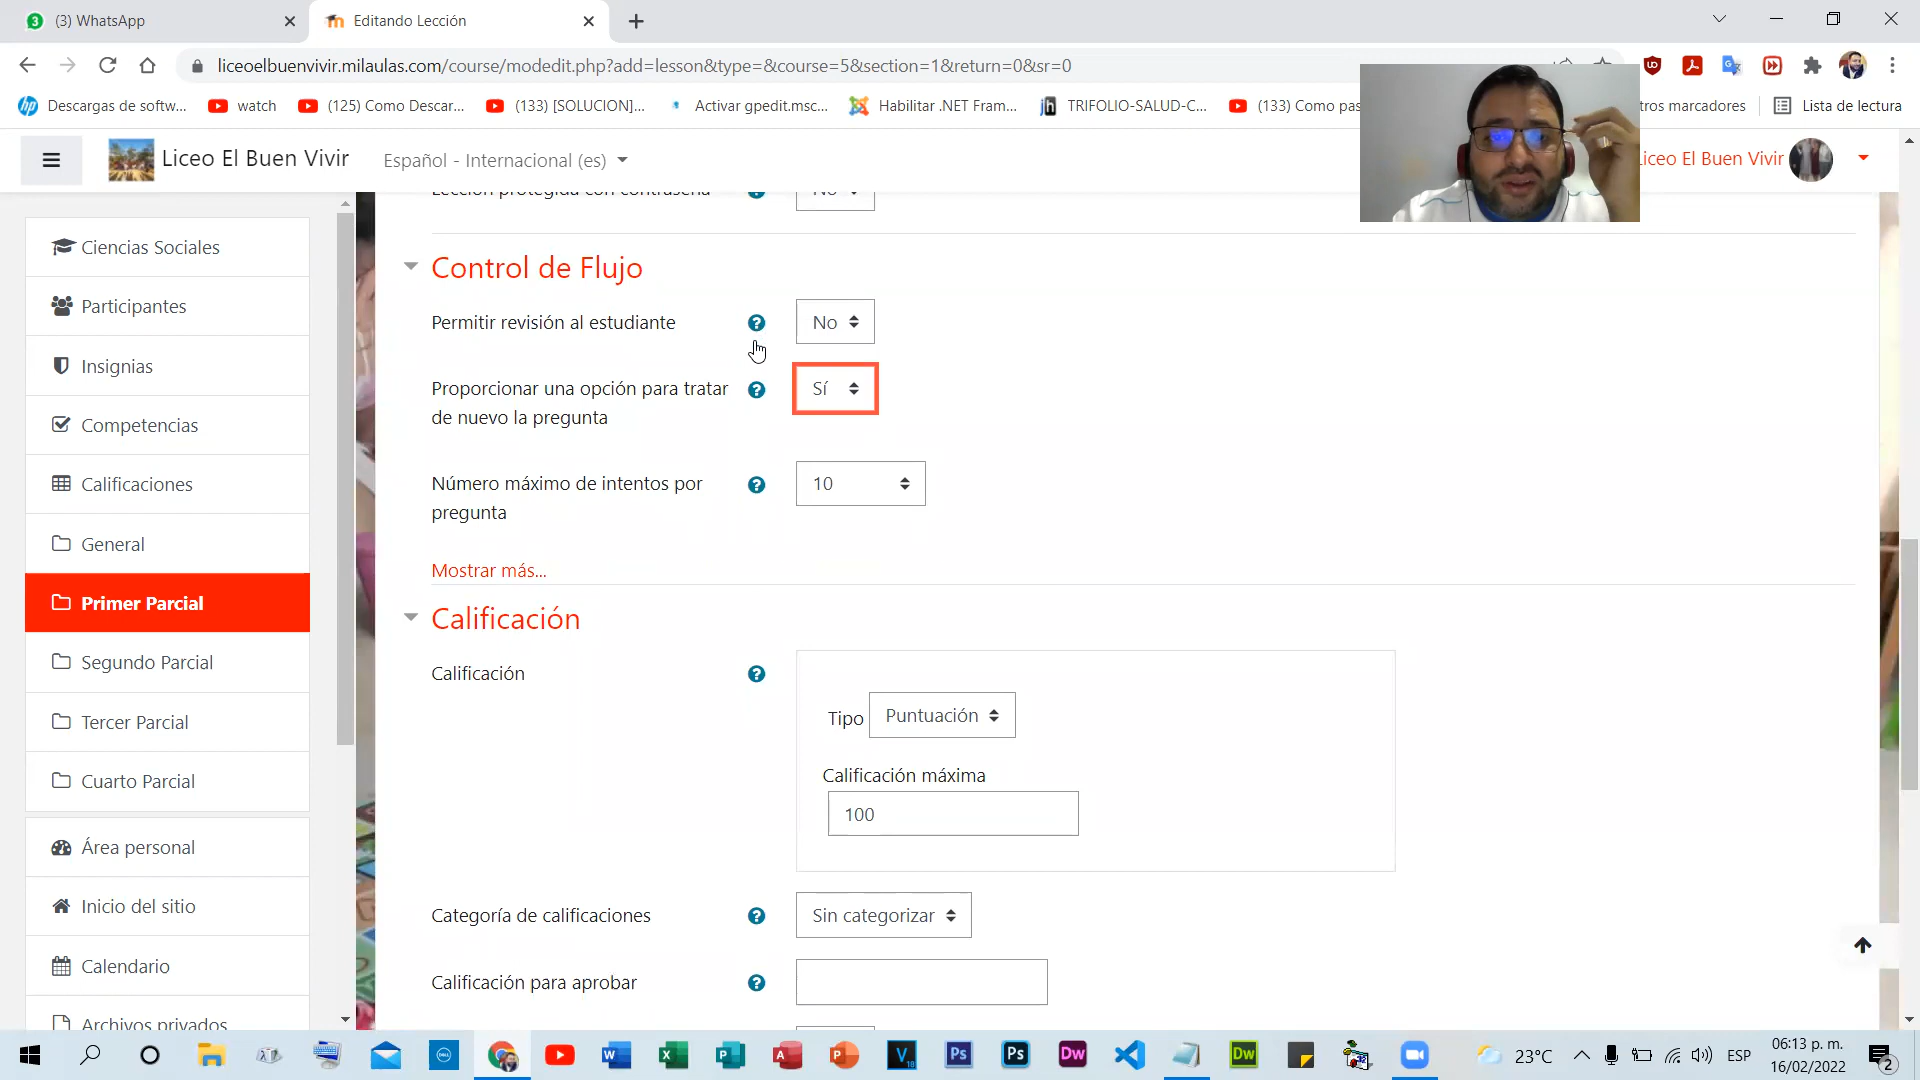 (3) WhatsApp
Editando Lección
liceoelbuenvivir.milaulas.com/course/modedit.php?add=lesson&type=&course=5&section=1&return=0&sr=0
Descargas de softw...
watch
(125) Como Descar...
(133) [SOLUCION]...
Activar gpedit.msc...
Habilitar .NET Fram...
TRIFOLIO-SALUD-C...
(133) Como pas
tros marcadores
Lista de lectura
Liceo El Buen Vivir
Español - Internacional (es)
Liceo El Buen Vivir
Lección protegida con contraseña
No
Ciencias Sociales
Participantes
Insignias
Competencias
Calificaciones
General
Primer Parcial
Segundo Parcial
Tercer Parcial
Cuarto Parcial
Área personal
Inicio del sitio
Calendario
Archivos privados
Control de Flujo
Permitir revisión al estudiante
No
Proporcionar una opción para tratar
de nuevo la pregunta
Sí
Número máximo de intentos por
pregunta
10
Mostrar más...
Calificación
Calificación
Tipo
Puntuación
Calificación máxima
100
Categoría de calificaciones
Sin categorizar
Calificación para aprobar
23°C
ESP
06:13 p. m.
16/02/2022
2